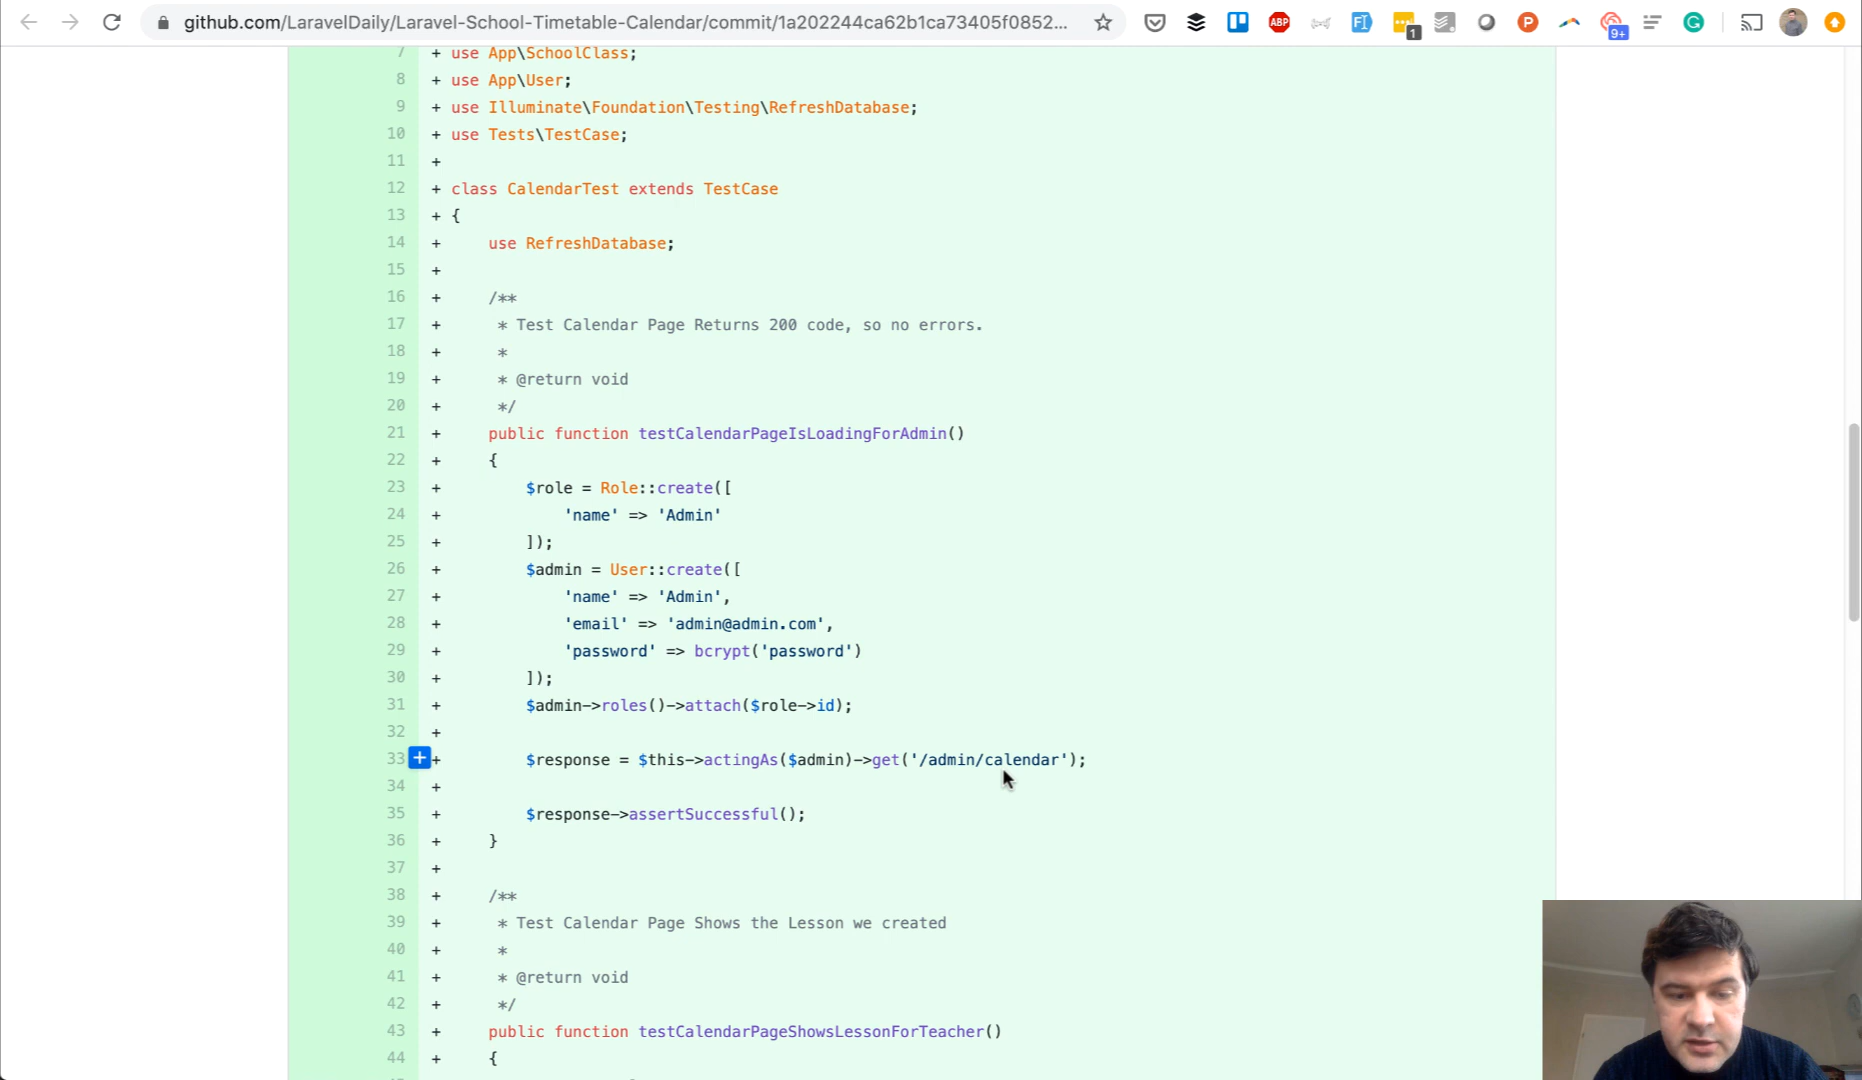 github.com/LaravelDaily/Laravel-School-Timetable-Calendar/commit/1a202244ca62b1ca73405f0852...
ABP
1
P
9+
7 + use App\SchoolClass;
8 + use App\User;
9 + use Illuminate\Foundation\Testing\RefreshDatabase;
10 + use Tests\TestCase;
11 +
12 + class CalendarTest extends TestCase
13 + {
14 + use RefreshDatabase;
15 +
16 + /**
17 + * Test Calendar Page Returns 200 code, so no errors.
18 + *
19 + * @return void
20 + */
21 + public function testCalendarPageIsLoadingForAdmin()
22 + {
23 + $role = Role::create([
24 + 'name' => 'Admin'
25 + ]);
26 + $admin = User::create([
27 + 'name' => 'Admin',
28 + 'email' => 'admin@admin.com',
29 + 'password' => bcrypt('password')
30 + ]);
31 + $admin->roles()->attach($role->id);
32 +
33 + $response = $this->actingAs($admin)->get('/admin/calendar');
34 +
35 + $response->assertSuccessful();
36 + }
37 +
38 + /**
39 + * Test Calendar Page Shows the Lesson we created
40 + *
41 + * @return void
42 + */
43 + public function testCalendarPageShowsLessonForTeacher()
44 + {